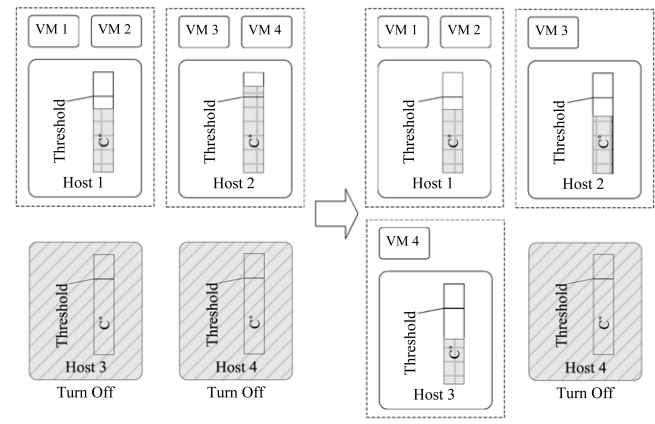 VM 1 VM 2
Threshold
C*
Host 1
VM 3 VM 4
Threshold
C*
Host 2
Threshold
C*
Host 3
Turn Off
Threshold
C*
Host 4
Turn Off
VM 1 VM 2
Threshold
C*
Host 1
VM 3
Threshold
C*
Host 2
VM 4
Threshold
C*
Host 3
Threshold
C*
Host 4
Turn Off